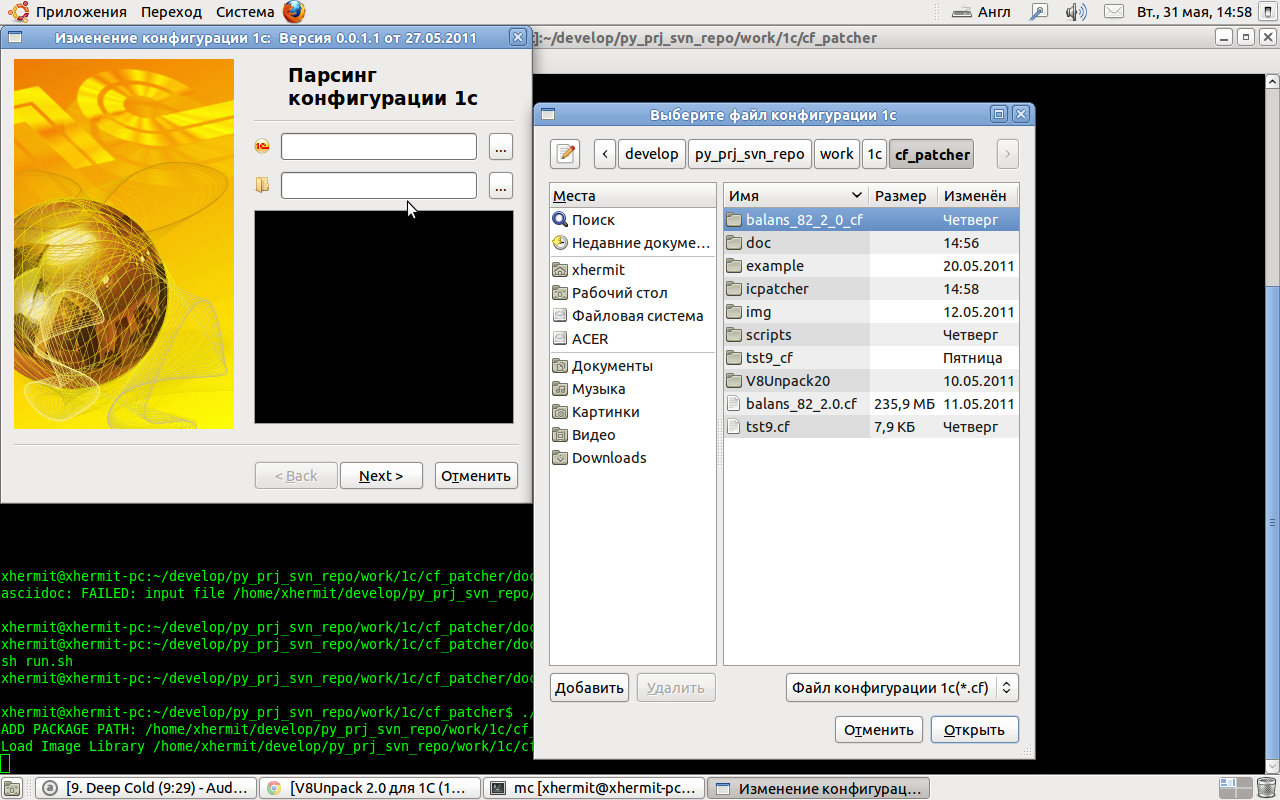 Приложения Переход Система Англ Вт., 31 мая, 14:58
Изменение конфигурации 1с: Версия 0.0.1.1 от 27.05.2011
]:~/develop/py_prj_svn_repo/work/1c/cf_patcher
Парсинг
конфигурации 1с
1С
...
...
< Back Next > Отменить
Выберите файл конфигурации 1с
develop py_prj_svn_repo work 1c cf_patcher
Места
Поиск
Недавние докуме...
xhermit
Рабочий стол
Файловая система
ACER
Документы
Музыка
Картинки
Видео
Downloads
Имя Размер Изменён
balans_82_2_0_cf Четверг
doc 14:56
example 20.05.2011
icpatcher 14:58
img 12.05.2011
scripts Четверг
tst9_cf Пятница
V8Unpack20 10.05.2011
balans_82_2.0.cf 235,9 МБ 11.05.2011
tst9.cf 7,9 КБ Четверг
Добавить Удалить Файл конфигурации 1с(*.cf)
Отменить Открыть
xhermit@xhermit-pc:~/develop/py_prj_svn_repo/work/1c/cf_patcher/doc
asciidoc: FAILED: input file /home/xhermit/develop/py_prj_svn_repo/
xhermit@xhermit-pc:~/develop/py_prj_svn_repo/work/1c/cf_patcher/doc
xhermit@xhermit-pc:~/develop/py_prj_svn_repo/work/1c/cf_patcher/doc
sh run.sh
xhermit@xhermit-pc:~/develop/py_prj_svn_repo/work/1c/cf_patcher/doc
xhermit@xhermit-pc:~/develop/py_prj_svn_repo/work/1c/cf_patcher$ ./
ADD PACKAGE PATH: /home/xhermit/develop/py_prj_svn_repo/work/1c/cf_
Load Image Library /home/xhermit/develop/py_prj_svn_repo/work/1c/cf
[9. Deep Cold (9:29) - Aud... [V8Unpack 2.0 для 1С (1... mc [xhermit@xhermit-pc... Изменение конфигурац...